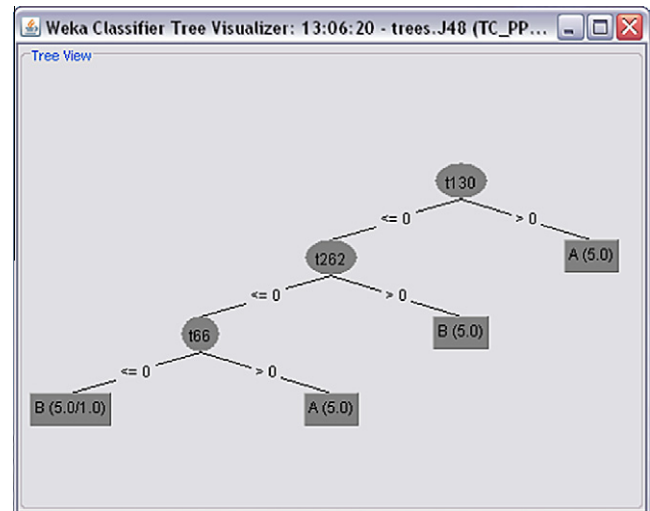 Weka Classifier Tree Visualizer: 13:06:20 - trees.J48 (TC_PP...
Tree View
t130
<= 0
> 0
t262
A (5.0)
<= 0
> 0
t66
B (5.0)
<= 0
> 0
B (5.0/1.0)
A (5.0)